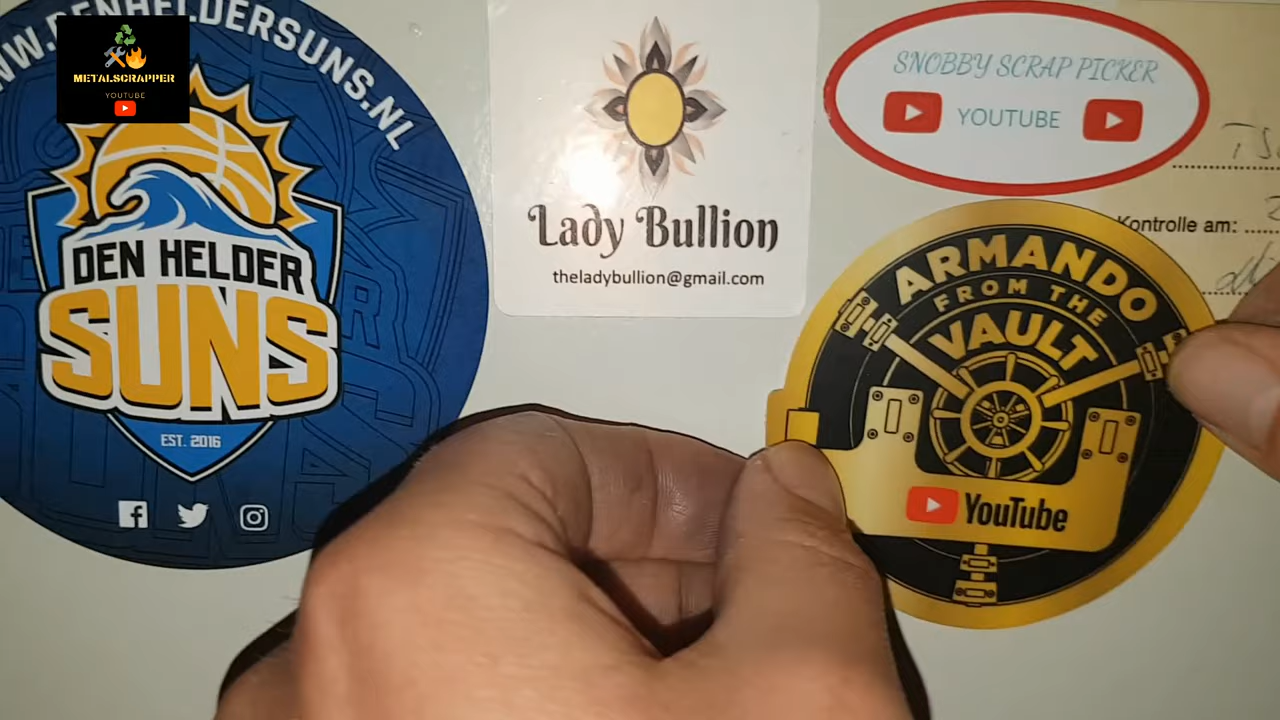 WWW.DENHELDERSUNS.NL
METALSCRAPPER
YOUTUBE
DEN HELDER
SUNS
EST. 2016
Lady Bullion
theladybullion@gmail.com
SNOBBY SCRAP PICKER
YOUTUBE
Kontrolle am:
ARMANDO
FROM THE
VAULT
YouTube